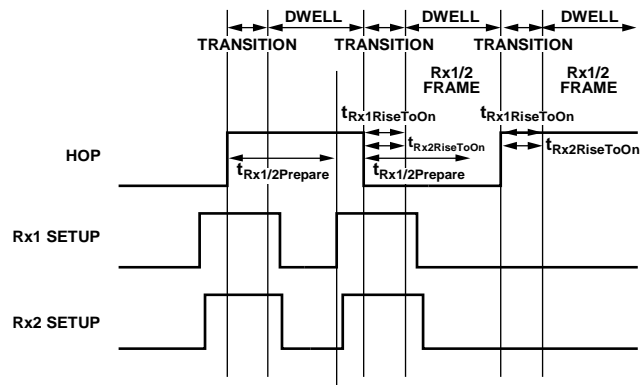 DWELL DWELL DWELL
TRANSITION TRANSITION TRANSITION
Rx1/2 FRAME
Rx1/2 FRAME
tRx1RiseToOn tRx1RiseToOn
HOP
tRx2RiseToOn tRx2RiseToOn
tRx1/2Prepare tRx1/2Prepare
Rx1 SETUP
Rx2 SETUP